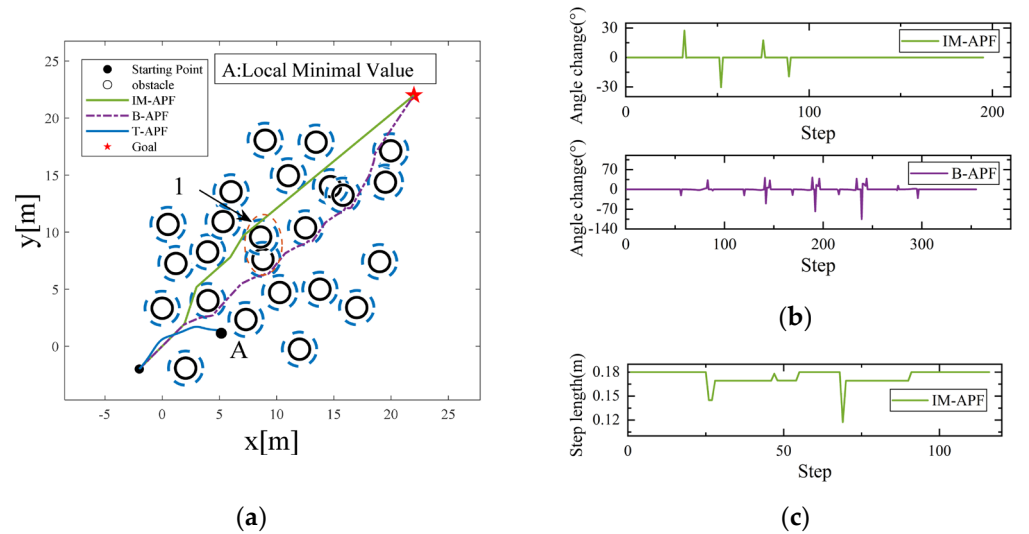 A:Local Minimal Value
Starting Point
obstacle
IM-APF
B-APF
T-APF
Goal
1
A
25
20
15
10
5
0
-5 0 5 10 15 20 25
y[m]
x[m]
(a)
Angle change(°)
30
0
-30
IM-APF
0 100 200
Step
Angle change(°)
70
0
-70
-140
B-APF
0 100 200 300
Step
(b)
Step length(m)
0.18
0.15
0.12
IM-APF
0 50 100
Step
(c)